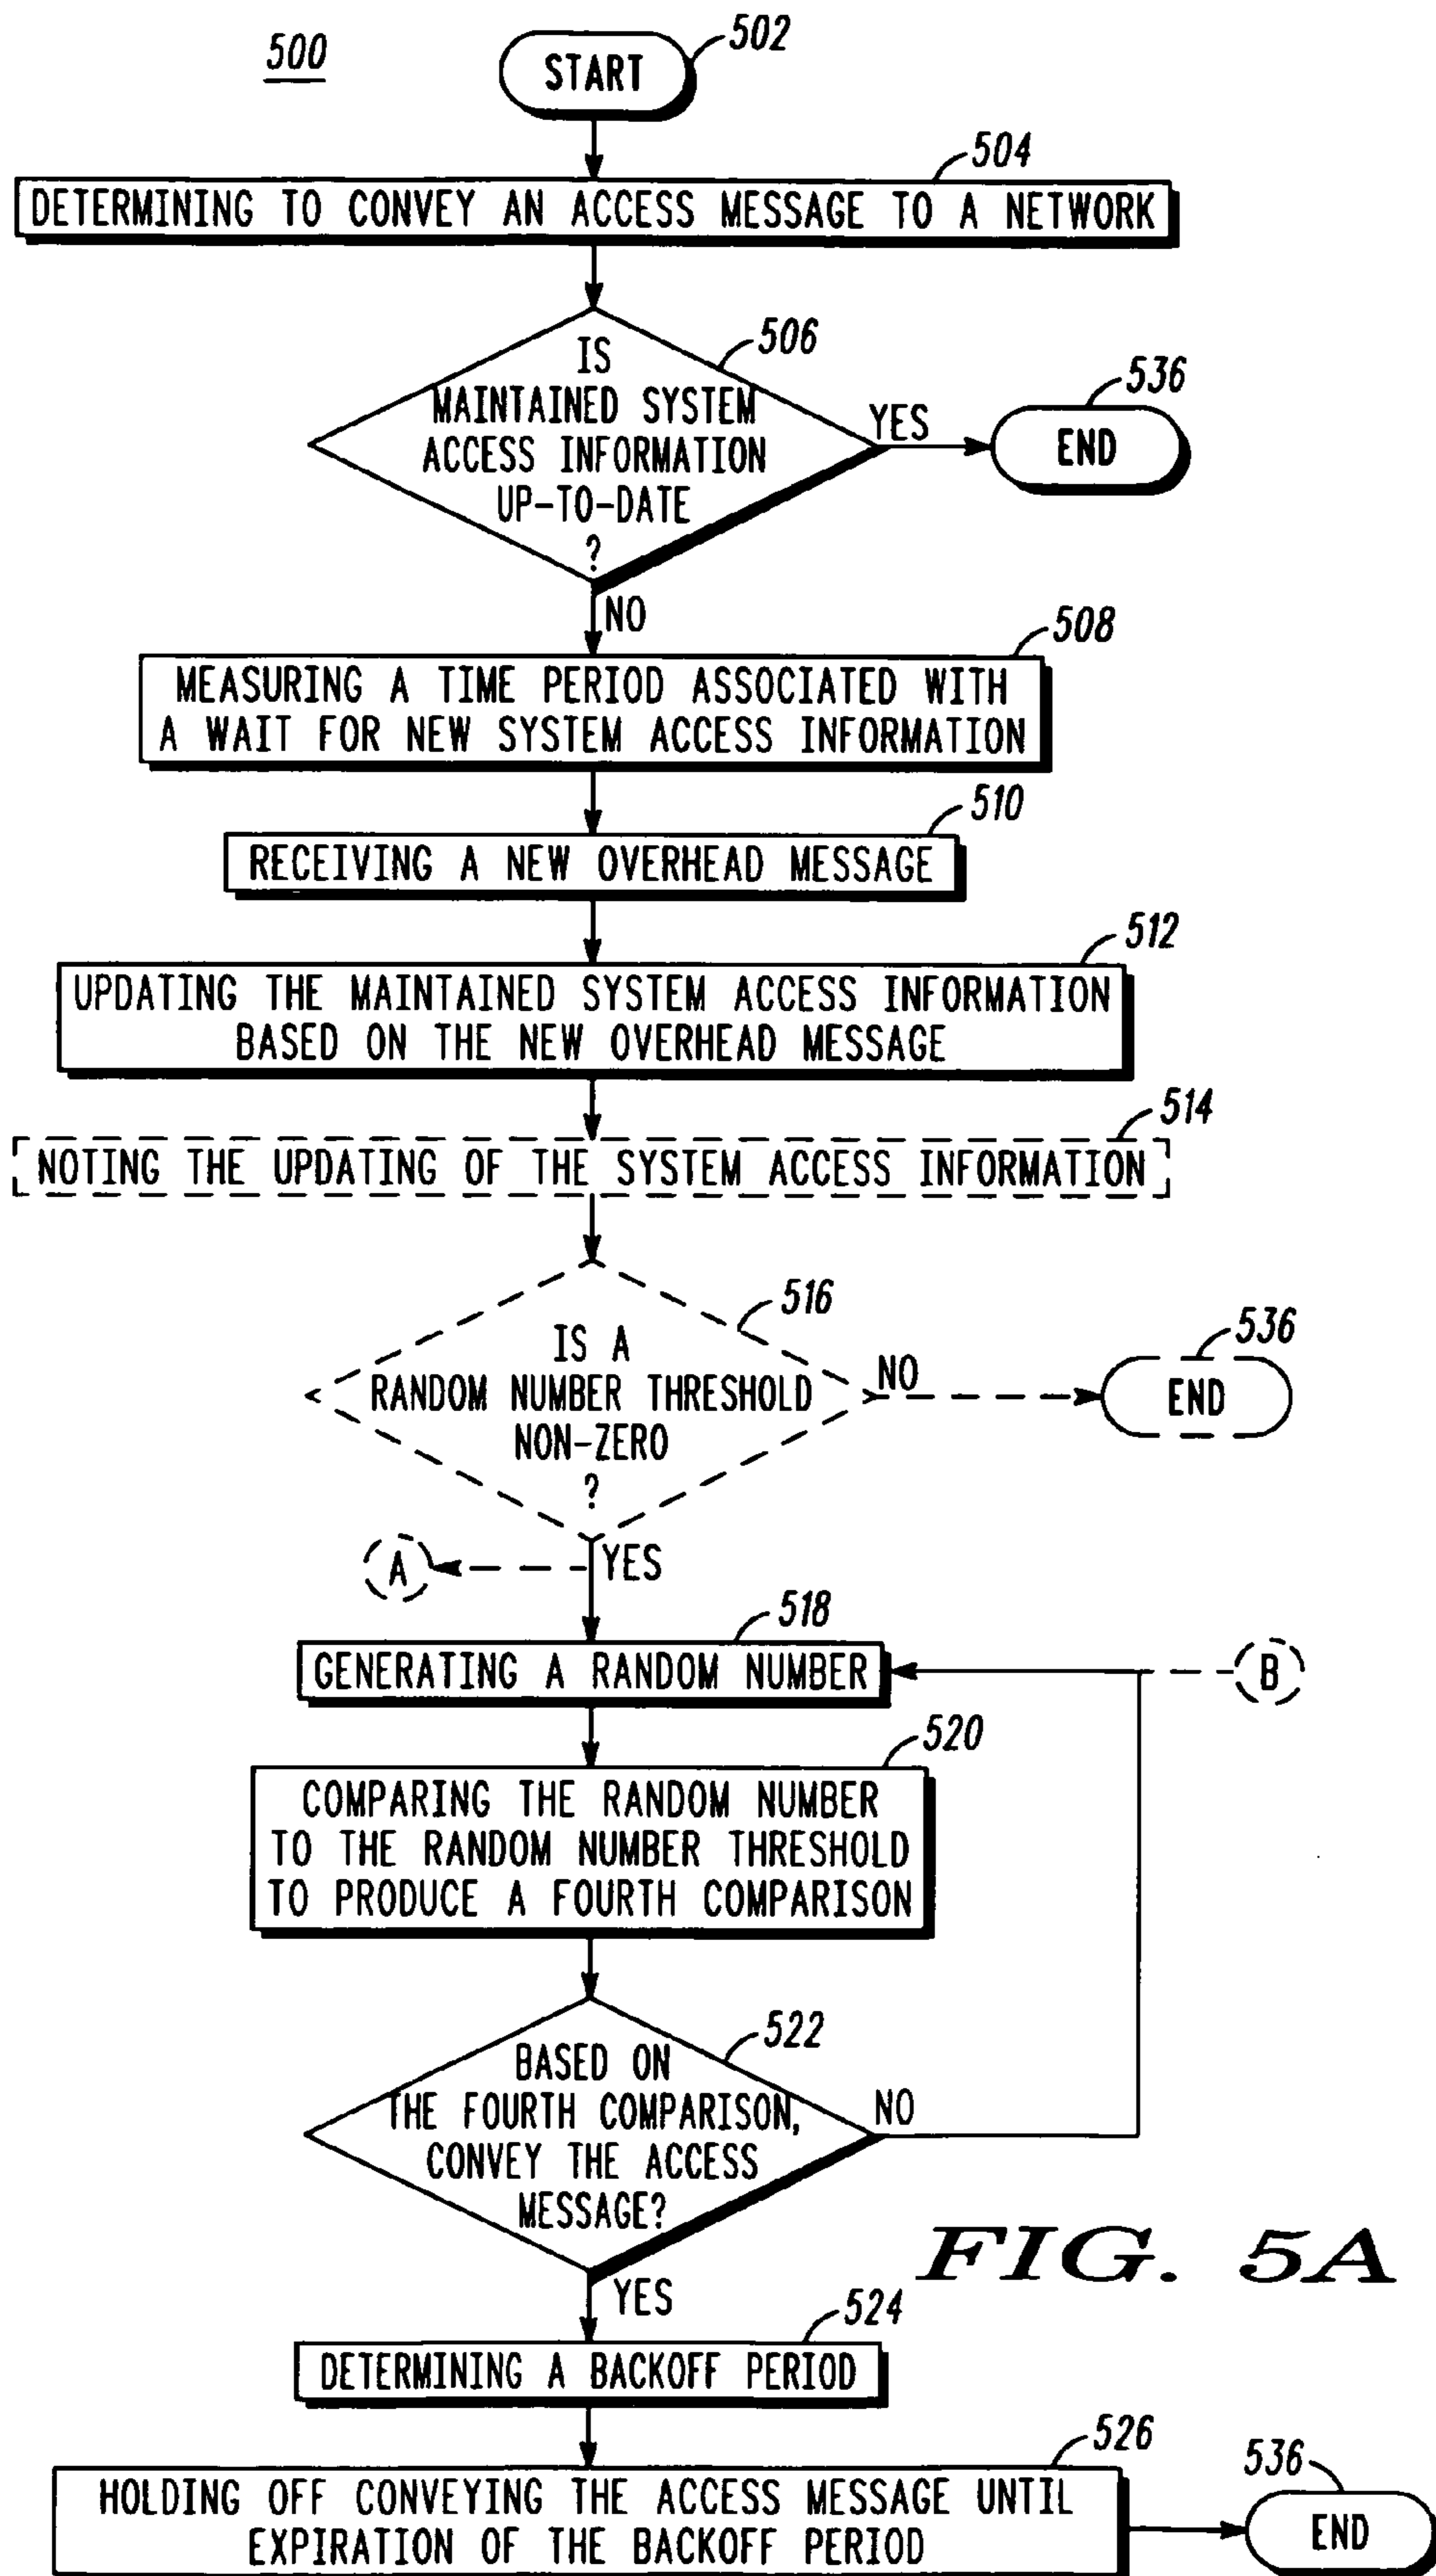 500
START
502
504
DETERMINING TO CONVEY AN ACCESS MESSAGE TO A NETWORK
506
IS
MAINTAINED SYSTEM
ACCESS INFORMATION
UP-TO-DATE
?
YES
536
END
NO
508
MEASURING A TIME PERIOD ASSOCIATED WITH
A WAIT FOR NEW SYSTEM ACCESS INFORMATION
510
RECEIVING A NEW OVERHEAD MESSAGE
512
UPDATING THE MAINTAINED SYSTEM ACCESS INFORMATION
BASED ON THE NEW OVERHEAD MESSAGE
514
NOTING THE UPDATING OF THE SYSTEM ACCESS INFORMATION
516
IS A
RANDOM NUMBER THRESHOLD
NON-ZERO
?
NO
536
END
A
YES
518
GENERATING A RANDOM NUMBER
B
520
COMPARING THE RANDOM NUMBER
TO THE RANDOM NUMBER THRESHOLD
TO PRODUCE A FOURTH COMPARISON
522
BASED ON
THE FOURTH COMPARISON,
CONVEY THE ACCESS
MESSAGE?
NO
YES
FIG. 5A
524
DETERMINING A BACKOFF PERIOD
526
HOLDING OFF CONVEYING THE ACCESS MESSAGE UNTIL
EXPIRATION OF THE BACKOFF PERIOD
536
END